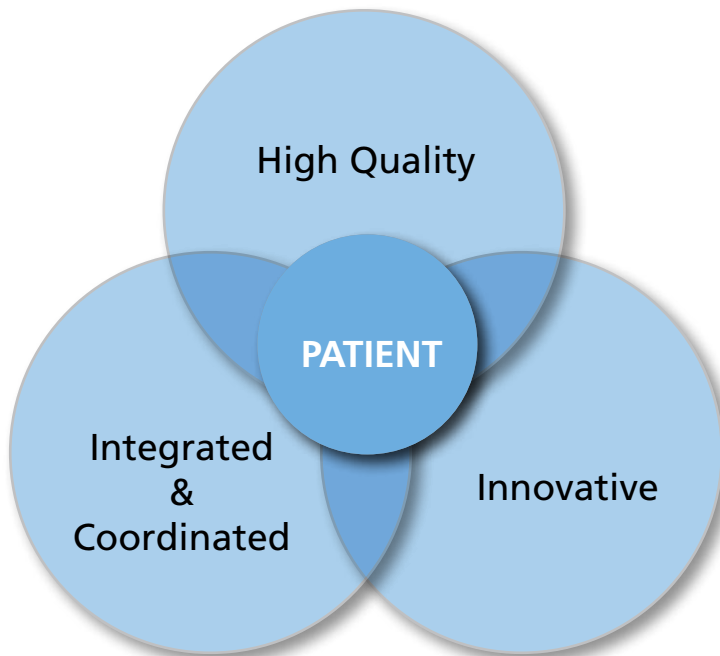 High Quality
PATIENT
Integrated
&
Coordinated
Innovative